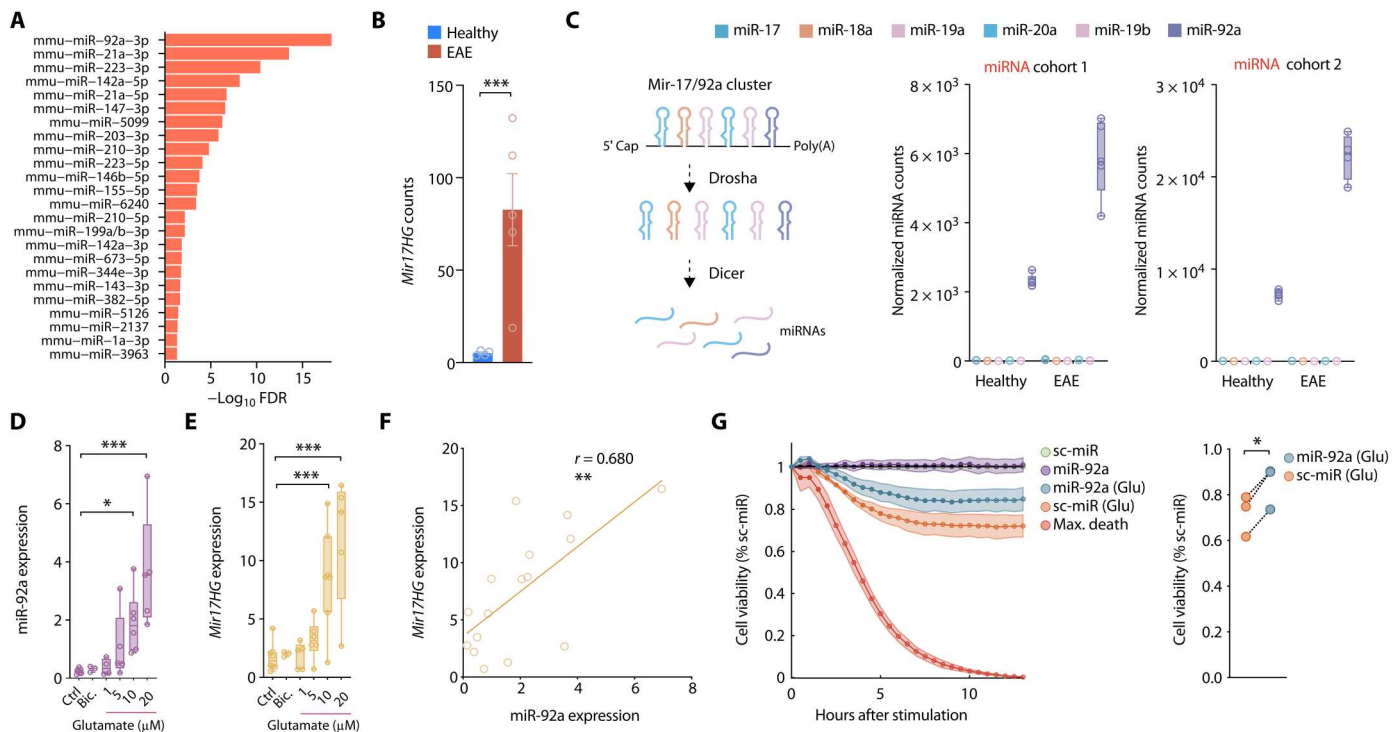 A
mmu−miR−92a−3p
mmu−miR−21a−3p
mmu−miR−223−3p
mmu−miR−142a−5p
mmu−miR−21a−5p
mmu−miR−147−3p
mmu−miR−5099
mmu−miR−203−3p
mmu−miR−210−3p
mmu−miR−223−5p
mmu−miR−146b−5p
mmu−miR−155−5p
mmu−miR−6240
mmu−miR−210−5p
mmu−miR−199a/b−3p
mmu−miR−142a−3p
mmu−miR−673−5p
mmu−miR−344e−3p
mmu−miR−143−3p
mmu−miR−382−5p
mmu−miR−5126
mmu−miR−2137
mmu−miR−1a−3p
mmu−miR−3963
0 5 10 15
−Log10 FDR
B
Healthy
EAE
***
150
100
50
0
Mir17HG counts
C
miR-17 miR-18a miR-19a miR-20a miR-19b miR-92a
Mir-17/92a cluster
5′ Cap Poly(A)
Drosha
Dicer
miRNAs
miRNA cohort 1
8 × 10³
6 × 10³
4 × 10³
2 × 10³
0
Normalized miRNA counts
Healthy EAE
miRNA cohort 2
3 × 10⁴
2 × 10⁴
1 × 10⁴
0
Normalized miRNA counts
Healthy EAE
D
***
*
8
6
4
2
0
miR-92a expression
Ctrl Bic. 1 5 10 20
Glutamate (μM)
E
***
***
20
15
10
5
0
Mir17HG expression
Ctrl Bic. 1 5 10 20
Glutamate (μM)
F
r = 0.680
**
20
15
10
5
0
Mir17HG expression
0 2 4 6 8
miR-92a expression
G
sc-miR
miR-92a
miR-92a (Glu)
sc-miR (Glu)
Max. death
1
0.8
0.6
0.4
0.2
0
Cell viability (% sc-miR)
0 5 10
Hours after stimulation
*
miR-92a (Glu)
sc-miR (Glu)
1.0
0.8
0.6
0.4
0.2
0.0
Cell viability (% sc-miR)